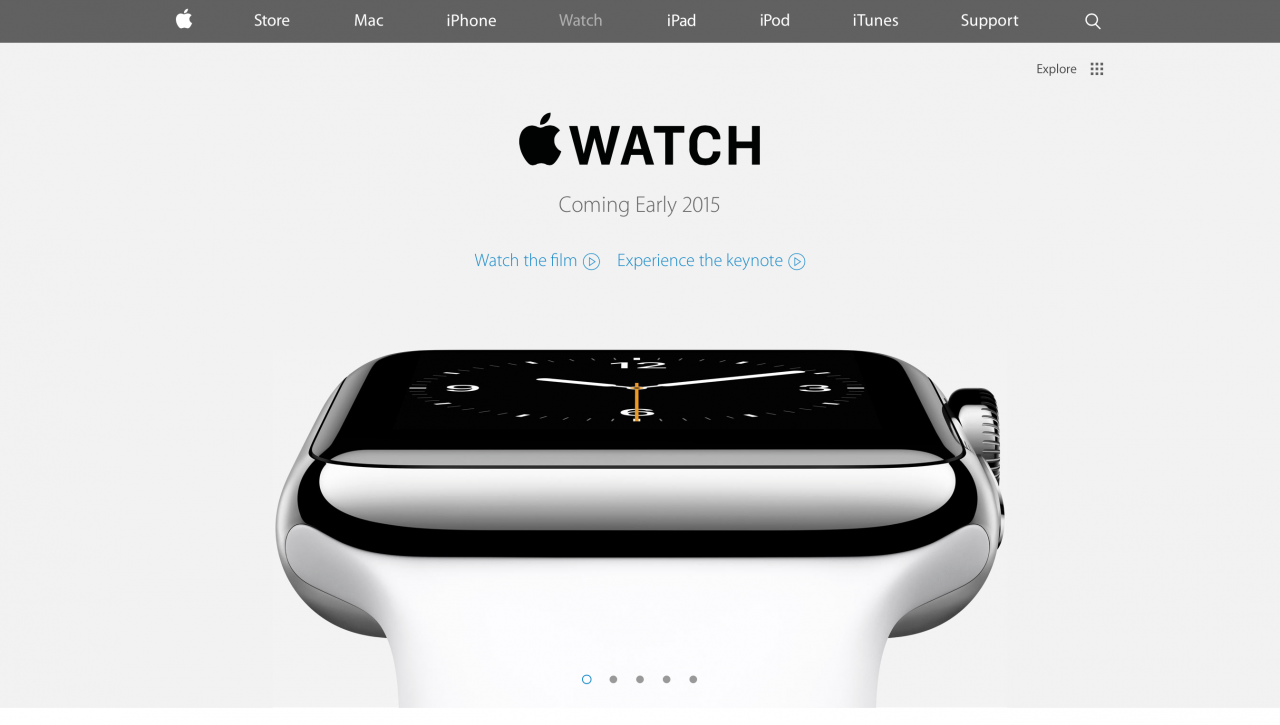 Store Mac iPhone Watch iPad iPod iTunes Support
Explore
WATCH
Coming Early 2015
Watch the film Experience the keynote
12
9 3
6